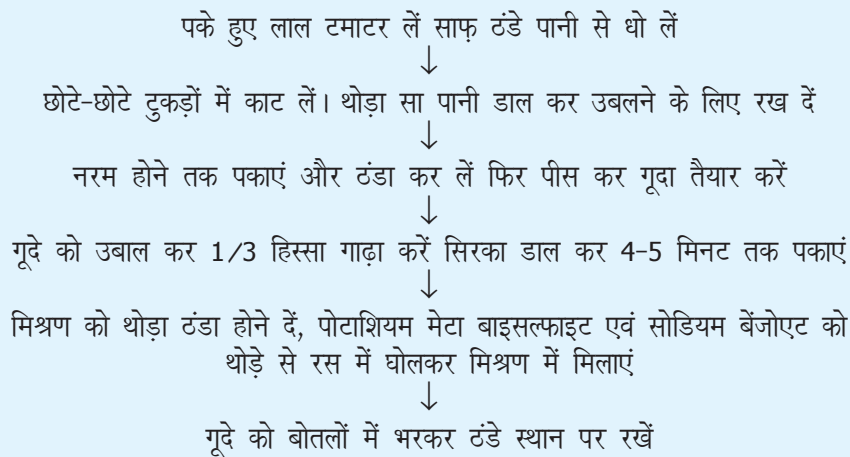 पके हुए लाल टमाटर लें साफ़ ठंडे पानी से धो लें
↓
छोटे-छोटे टुकड़ों में काट लें। थोड़ा सा पानी डाल कर उबलने के लिए रख दें
↓
नरम होने तक पकाएं और ठंडा कर लें फिर पीस कर गूदा तैयार करें
↓
गूदे को उबाल कर 1/3 हिस्सा गाढ़ा करें सिरका डाल कर 4-5 मिनट तक पकाएं
↓
मिश्रण को थोड़ा ठंडा होने दें, पोटाशियम मेटा बाइसल्फाइट एवं सोडियम बेंजोएट को
थोड़े से रस में घोलकर मिश्रण में मिलाएं
↓
गूदे को बोतलों में भरकर ठंडे स्थान पर रखें